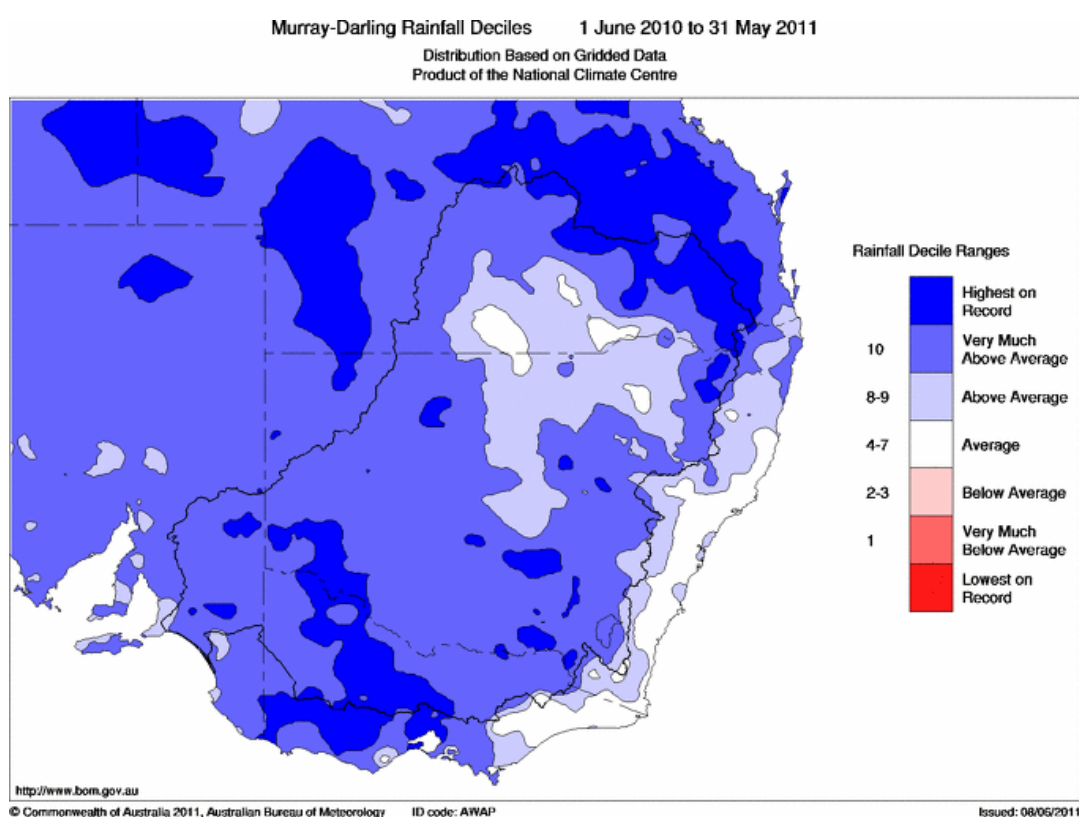 Murray-Darling Rainfall Deciles 1 June 2010 to 31 May 2011
Distribution Based on Gridded Data
Product of the National Climate Centre
Rainfall Decile Ranges
Highest on
Record
10
Very Much
Above Average
8-9
Above Average
4-7
Average
2-3
Below Average
1
Very Much
Below Average
Lowest on
Record
http://www.bom.gov.au
© Commonwealth of Australia 2011, Australian Bureau of Meteorology ID code: AWAP Issued: 08/06/2011